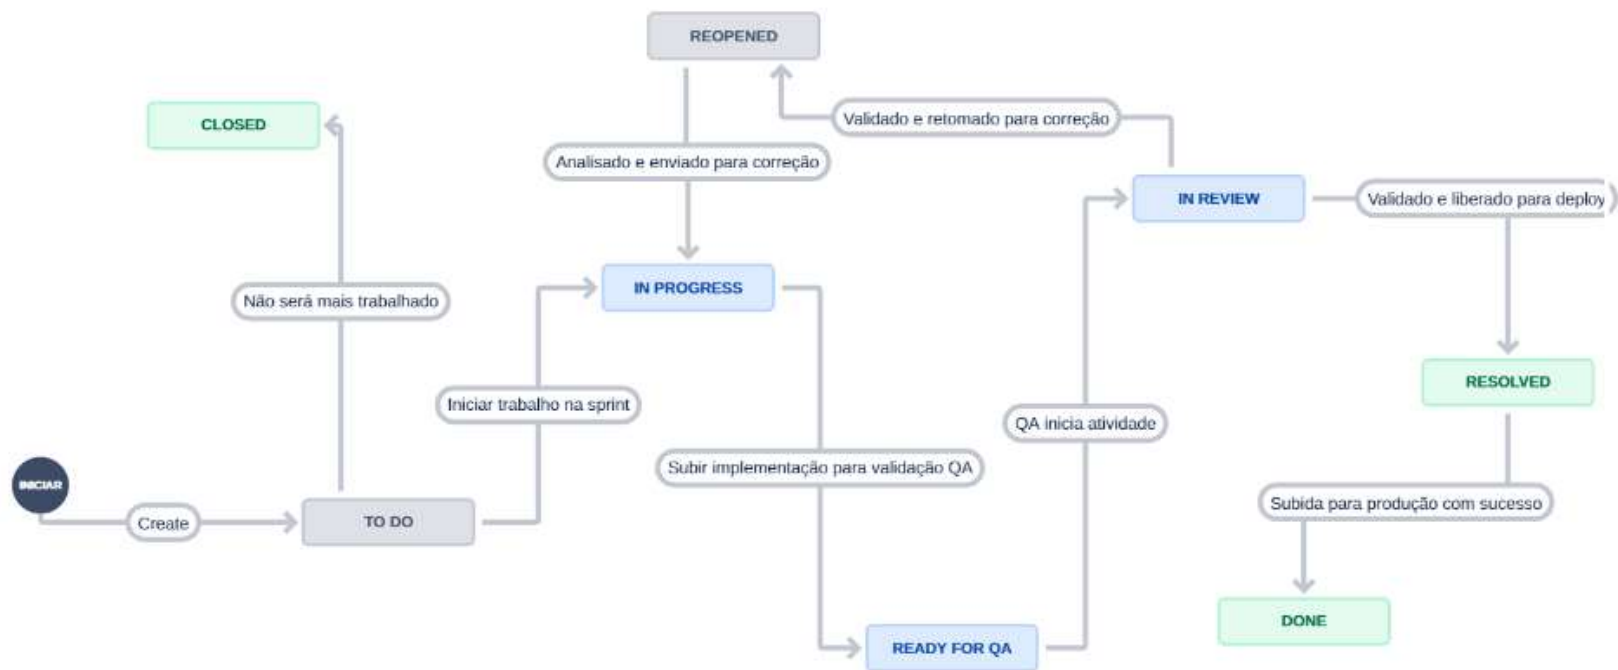 REOPENED
CLOSED
Validado e retomado para correção
Analisado e enviado para correção
IN REVIEW
Validado e liberado para deploy
IN PROGRESS
Não será mais trabalhado
RESOLVED
Iniciar trabalho na sprint
QA inicia atividade
Subir implementação para validação QA
INICIAR
Subida para produção com sucesso
Create
TO DO
DONE
READY FOR QA